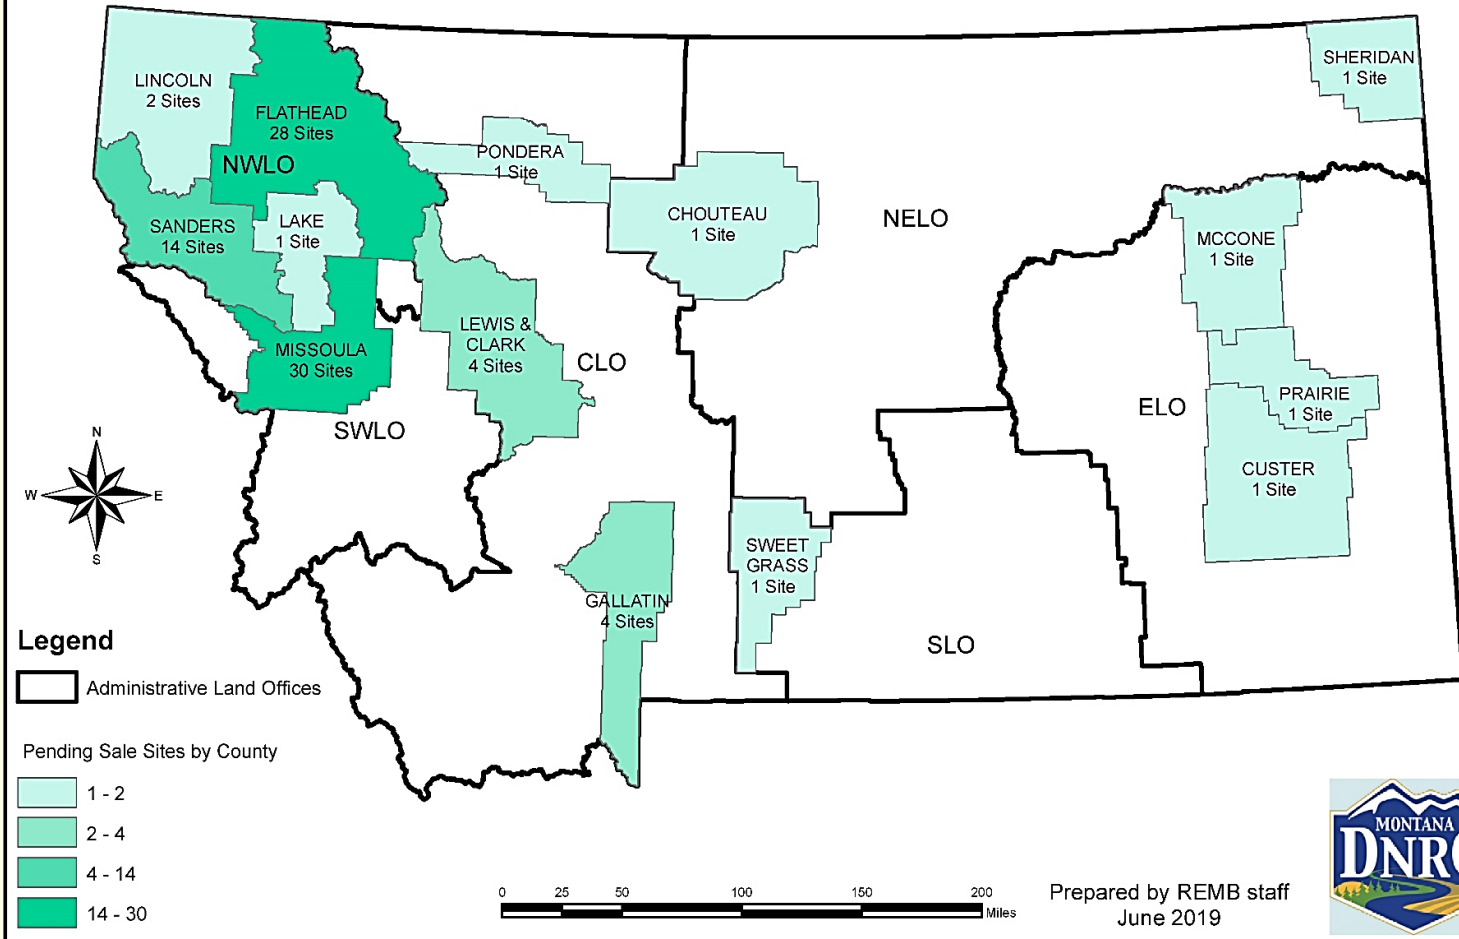 LINCOLN
2 Sites
FLATHEAD
28 Sites
NWLO
SANDERS
14 Sites
LAKE
1 Site
MISSOULA
30 Sites
SWLO
PONDERA
1 Site
LEWIS &
CLARK
4 Sites
CLO
CHOUTEAU
1 Site
NELO
SHERIDAN
1 Site
MCCONE
1 Site
ELO
PRAIRIE
1 Site
CUSTER
1 Site
SWEET
GRASS
1 Site
GALLATIN
4 Sites
SLO
N
W E
S
Legend
Administrative Land Offices
Pending Sale Sites by County
1 - 2
2 - 4
4 - 14
14 - 30
0 25 50 100 150 200
Miles
Prepared by REMB staff
June 2019
MONTANA
DNRC